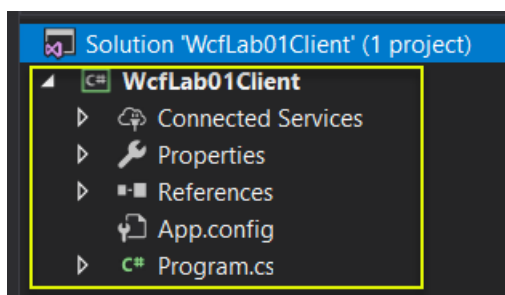 Solution 'WcfLab01Client' (1 project)
C# WcfLab01Client
Connected Services
Properties
References
App.config
C# Program.cs